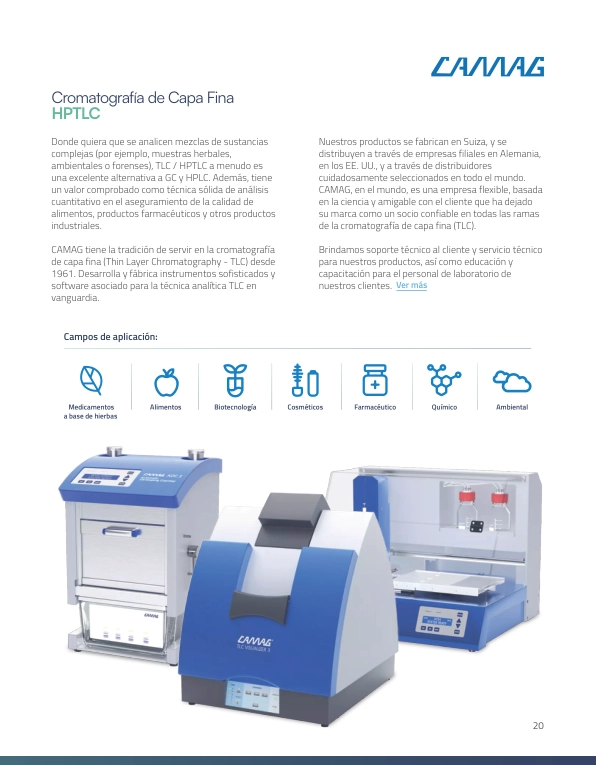 CAMAG
Cromatografía de Capa Fina
HPTLC
Donde quiera que se analicen mezclas de sustancias
complejas (por ejemplo, muestras herbales,
ambientales o forenses), TLC / HPTLC a menudo es
una excelente alternativa a GC y HPLC. Además, tiene
un valor comprobado como técnica sólida de análisis
cuantitativo en el aseguramiento de la calidad de
alimentos, productos farmacéuticos y otros productos
industriales.
CAMAG tiene la tradición de servir en la cromatografía
de capa fina (Thin Layer Chromatography - TLC) desde
1961. Desarrolla y fábrica instrumentos sofisticados y
software asociado para la técnica analítica TLC en
vanguardia.
Nuestros productos se fabrican en Suiza, y se
distribuyen a través de empresas filiales en Alemania,
en los EE. UU., y a través de distribuidores
cuidadosamente seleccionados en todo el mundo.
CAMAG, en el mundo, es una empresa flexible, basada
en la ciencia y amigable con el cliente que ha dejado
su marca como un socio confiable en todas las ramas
de la cromatografía de capa fina (TLC).
Brindamos soporte técnico al cliente y servicio técnico
para nuestros productos, así como educación y
capacitación para el personal de laboratorio de
nuestros clientes. Ver más
Campos de aplicación:
Medicamentos
a base de hierbas
Alimentos
Biotecnología
Cosméticos
Farmacéutico
Químico
Ambiental
CAMAG
CAMAG
CAMAG
TLC VISUALIZER 3
20